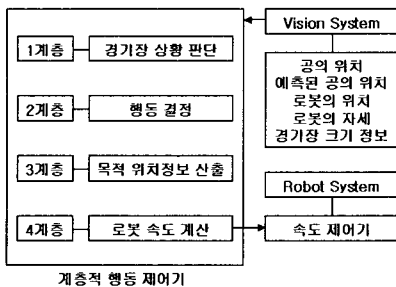 Vision System
1계층
경기장 상황 판단
공의 위치
예측된 공의 위치
로봇의 위치
로봇의 자세
경기장 크기 정보
2계층
행동 결정
3계층
목적 위치정보 산출
Robot System
4계층
로봇 속도 계산
속도 제어기
계층적 행동 제어기